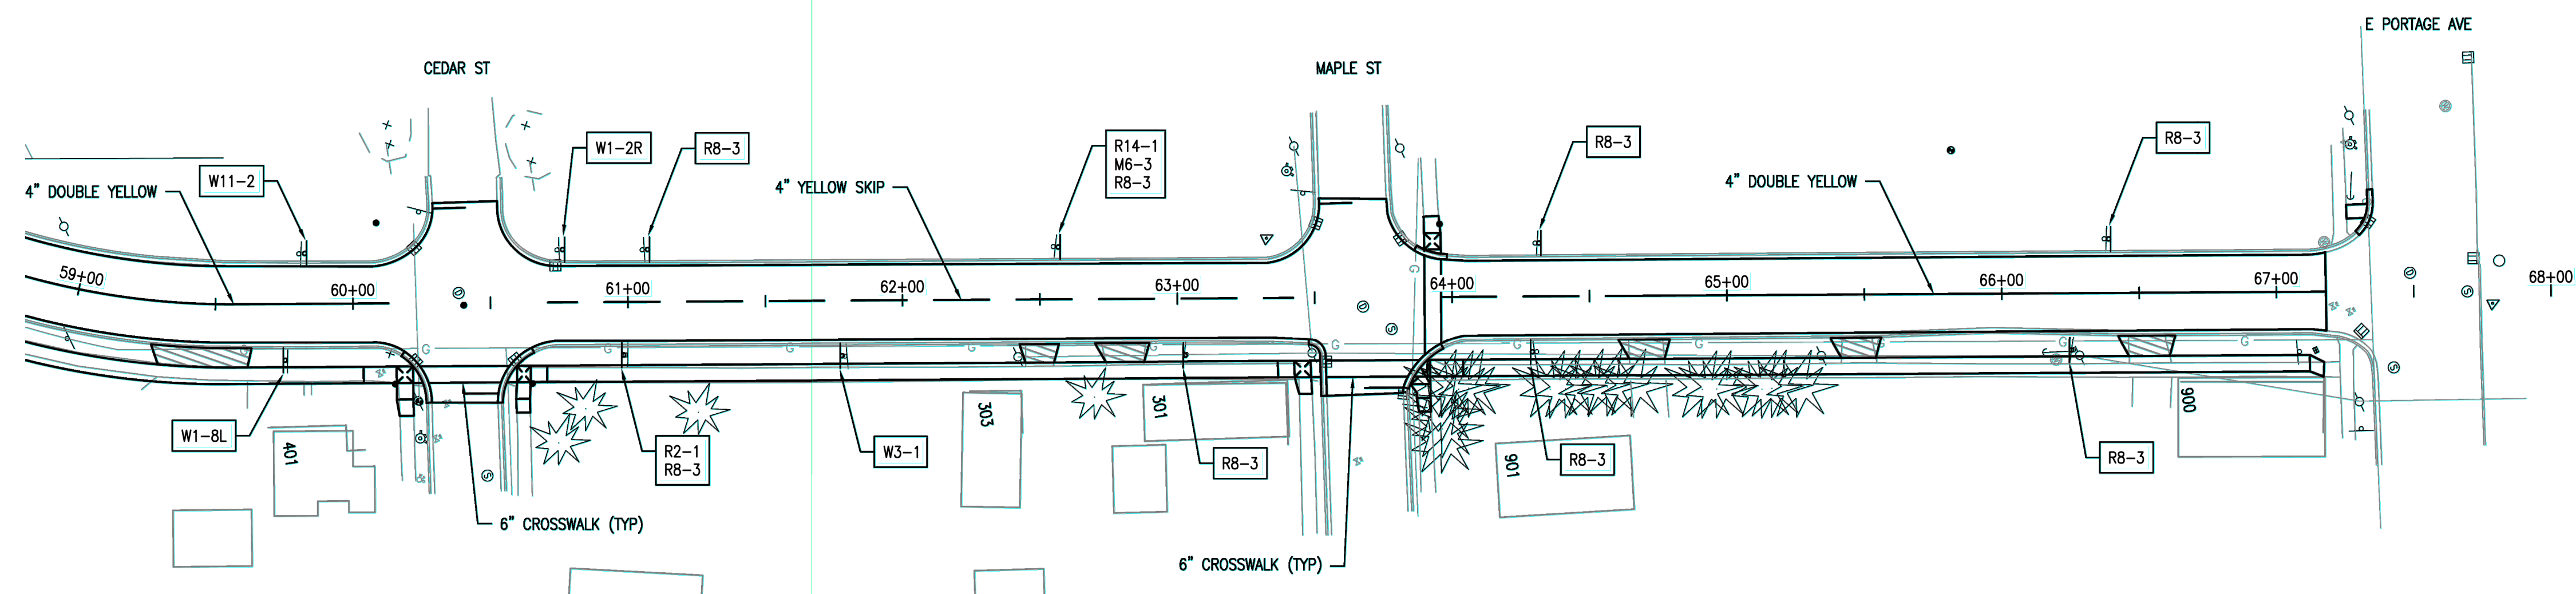 E PORTAGE AVE
CEDAR ST
MAPLE ST
W11-2
W1-2R
R8-3
R14-1
M6-3
R8-3
R8-3
R8-3
4" DOUBLE YELLOW
4" YELLOW SKIP
4" DOUBLE YELLOW
59+00
60+00
61+00
62+00
63+00
64+00
65+00
66+00
67+00
68+00
D
D
D
S
S
S
S
G
G
G
G
G
G
G
G
G
G
G
W1-8L
401
R2-1
R8-3
W3-1
303
301
R8-3
901
R8-3
R8-3
900
6" CROSSWALK (TYP)
6" CROSSWALK (TYP)